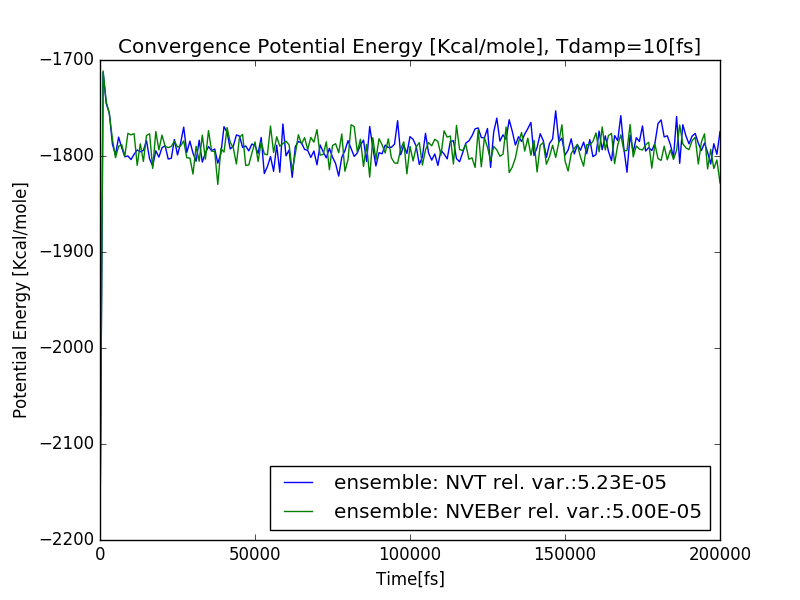 Convergence Potential Energy [Kcal/mole], Tdamp=10[fs]
Potential Energy [Kcal/mole]
−1700
−1800
−1900
−2000
−2100
−2200
ensemble: NVT rel. var.:5.23E-05
ensemble: NVEBer rel. var.:5.00E-05
0 50000 100000 150000 200000
Time[fs]